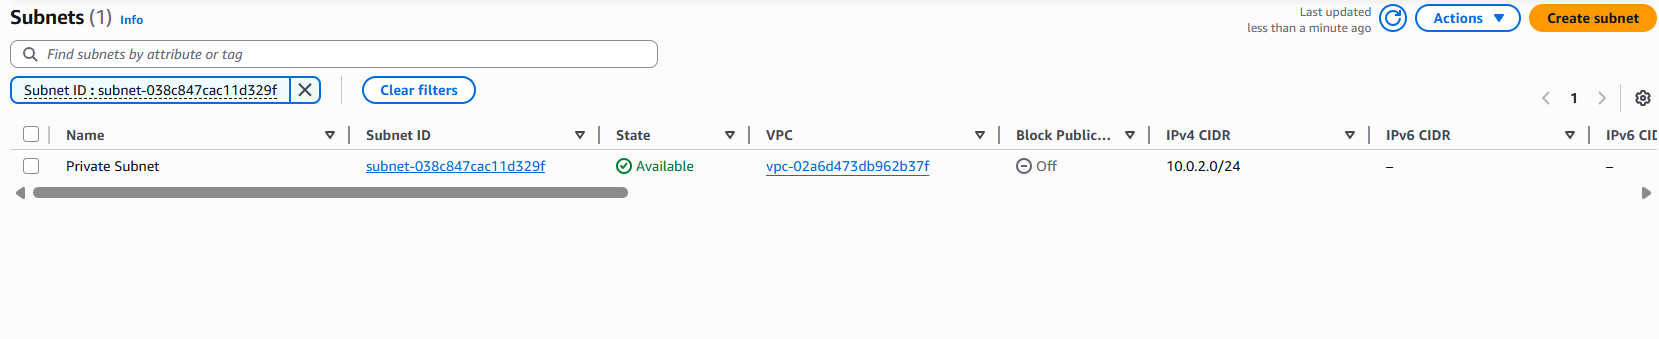 Subnets (1) Info
Last updated
less than a minute ago
Actions
Create subnet
Find subnets by attribute or tag
Subnet ID : subnet-038c847cac11d329f
Clear filters
1
Name Subnet ID State VPC Block Public... IPv4 CIDR IPv6 CIDR IPv6 CID
Private Subnet subnet-038c847cac11d329f Available vpc-02a6d473db962b37f Off 10.0.2.0/24 – –